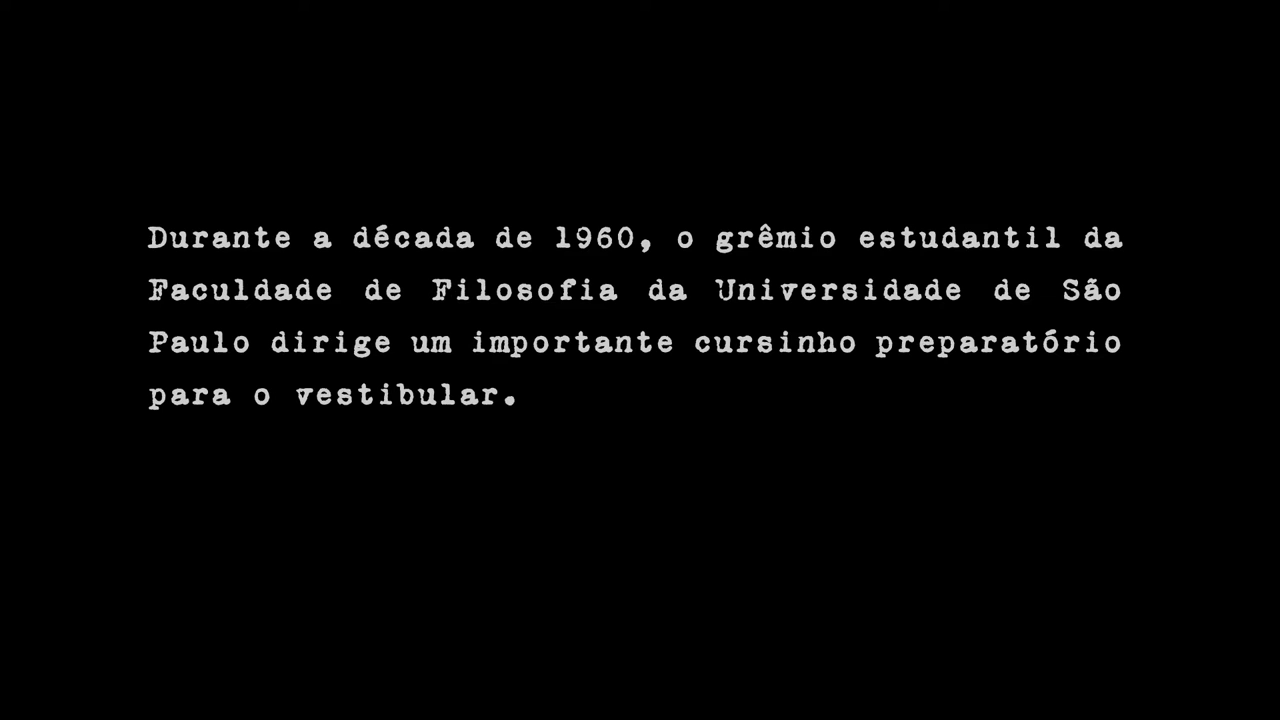 Durante a década de 1960, o grêmio estudantil da
Faculdade de Filosofia da Universidade de São
Paulo dirige um importante cursinho preparatório
para o vestibular.